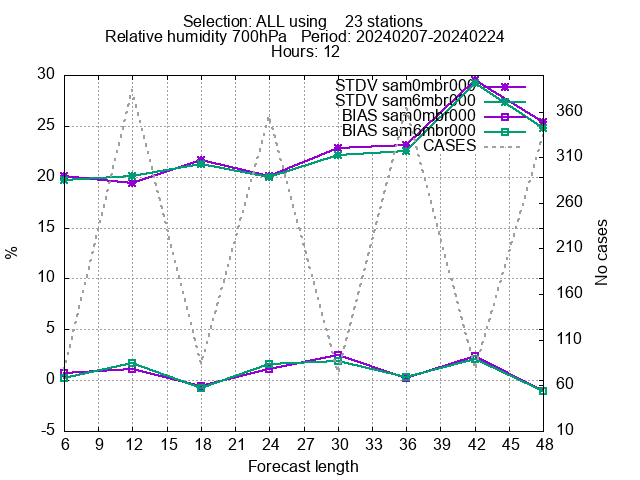 Selection: ALL using 23 stations
Relative humidity 700hPa Period: 20240207-20240224
Hours: 12
STDV sam0mbr000
STDV sam6mbr000
BIAS sam0mbr000
BIAS sam6mbr000
CASES
30
25
20
15
10
5
0
-5
%
360
310
260
210
160
110
60
10
No cases
6 9 12 15 18 21 24 27 30 33 36 39 42 45 48
Forecast length